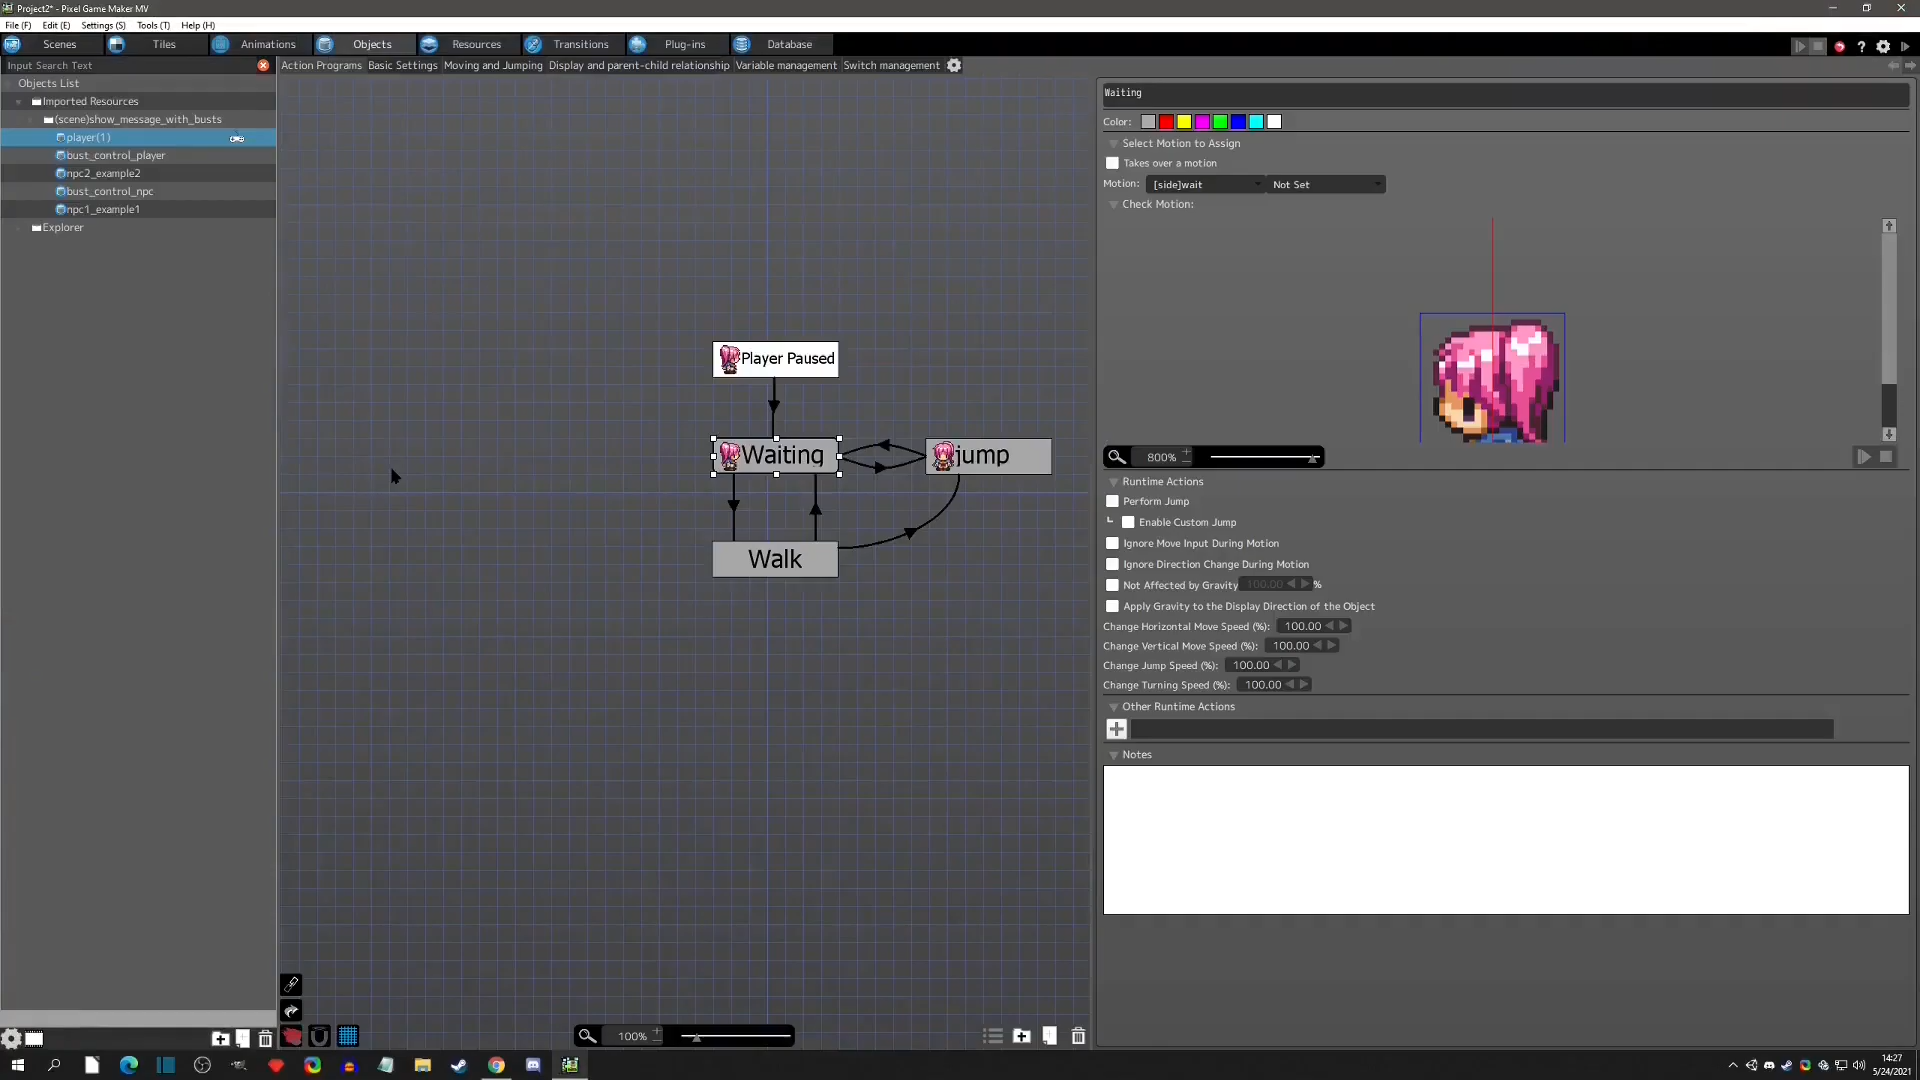 Project2* - Pixel Game Maker MV
File (F) Edit (E) Settings (S) Tools (T) Help (H)
Scenes Tiles Animations Objects Resources Transitions Plug-ins Database
Input Search Text
Action Programs Basic Settings Moving and Jumping Display and parent-child relationship Variable management Switch management
Objects List
Imported Resources
(scene)show_message_with_busts
player(1)
bust_control_player
npc2_example2
bust_control_npc
npc1_example1
Explorer
Player Paused
Waiting
jump
Walk
100%
Waiting
Color:
Select Motion to Assign
Takes over a motion
Motion: [side]wait Not Set
Check Motion:
800%
Runtime Actions
Perform Jump
Enable Custom Jump
Ignore Move Input During Motion
Ignore Direction Change During Motion
Not Affected by Gravity 100.00 %
Apply Gravity to the Display Direction of the Object
Change Horizontal Move Speed (%): 100.00
Change Vertical Move Speed (%): 100.00
Change Jump Speed (%): 100.00
Change Turning Speed (%): 100.00
Other Runtime Actions
Notes
14:27
5/24/2021